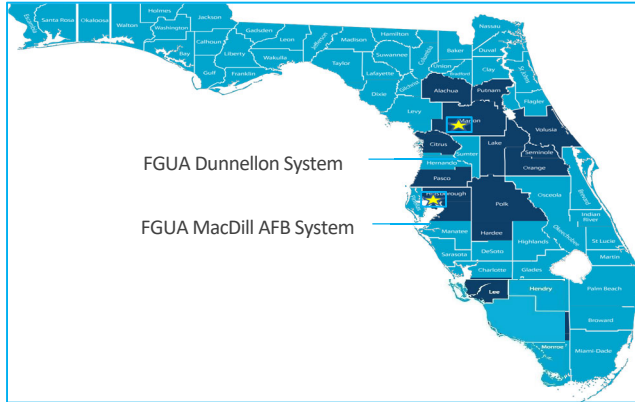 Escambia
Santa Rosa
Okaloosa
Walton
Holmes
Washington
Bay
Jackson
Calhoun
Gulf
Gadsden
Liberty
Franklin
Leon
Wakulla
Jefferson
Madison
Taylor
Hamilton
Suwannee
Lafayette
Dixie
Columbia
Gilchrist
Baker
Union
Bradford
Nassau
Duval
Clay
St Johns
Alachua
Putnam
Flagler
Levy
Marion
Volusia
Citrus
Lake
Sumter
Seminole
Hernando
Orange
FGUA Dunnellon System
Pasco
Hillsborough
Polk
Osceola
Brevard
Indian
River
FGUA MacDill AFB System
Manatee
Hardee
Highlands
Okeechobee
St Lucie
Sarasota
DeSoto
Martin
Charlotte
Glades
Lee
Hendry
Palm Beach
Broward
Monroe
Miami-Dade